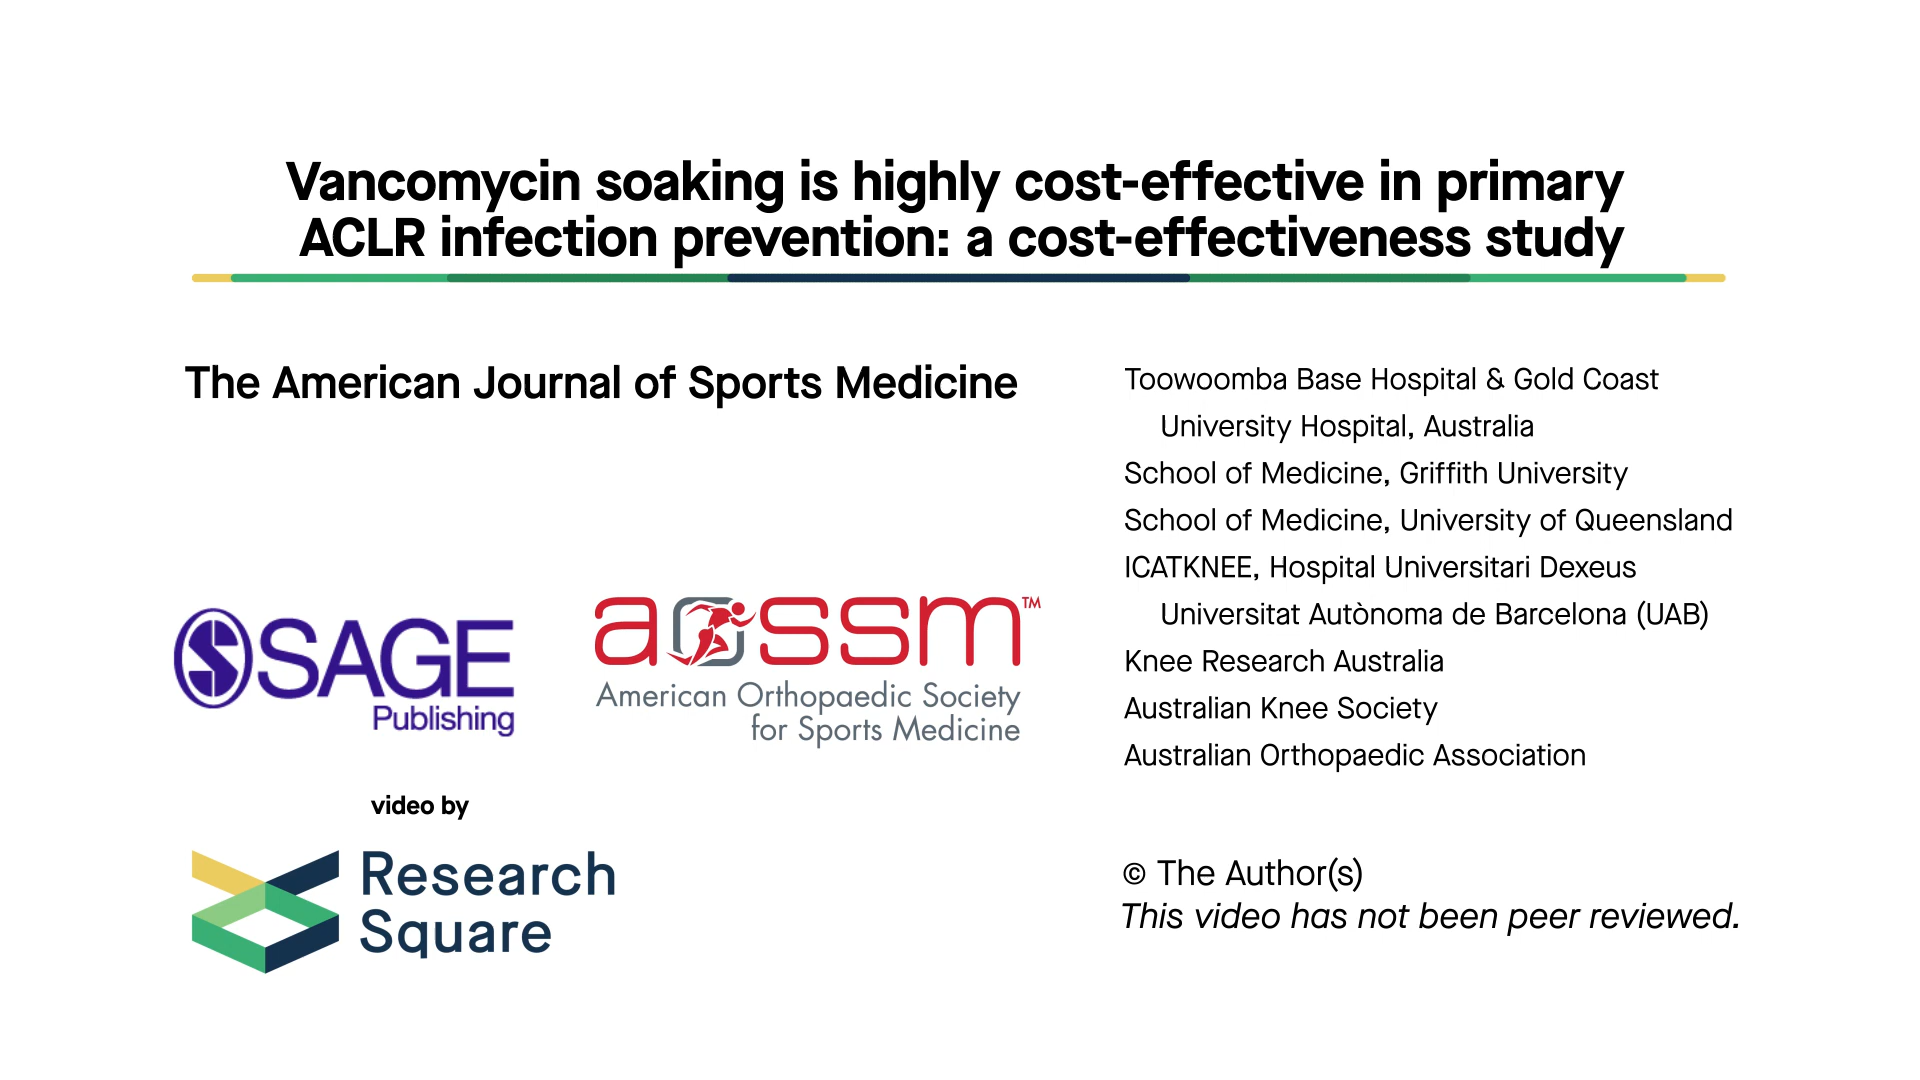 Vancomycin soaking is highly cost-effective in primary
ACLR infection prevention: a cost-effectiveness study
The American Journal of Sports Medicine
SAGE
Publishing
aossm™
American Orthopaedic Society
for Sports Medicine
video by
Research
Square
Toowoomba Base Hospital & Gold Coast
University Hospital, Australia
School of Medicine, Griffith University
School of Medicine, University of Queensland
ICATKNEE, Hospital Universitari Dexeus
Universitat Autònoma de Barcelona (UAB)
Knee Research Australia
Australian Knee Society
Australian Orthopaedic Association
© The Author(s)
This video has not been peer reviewed.